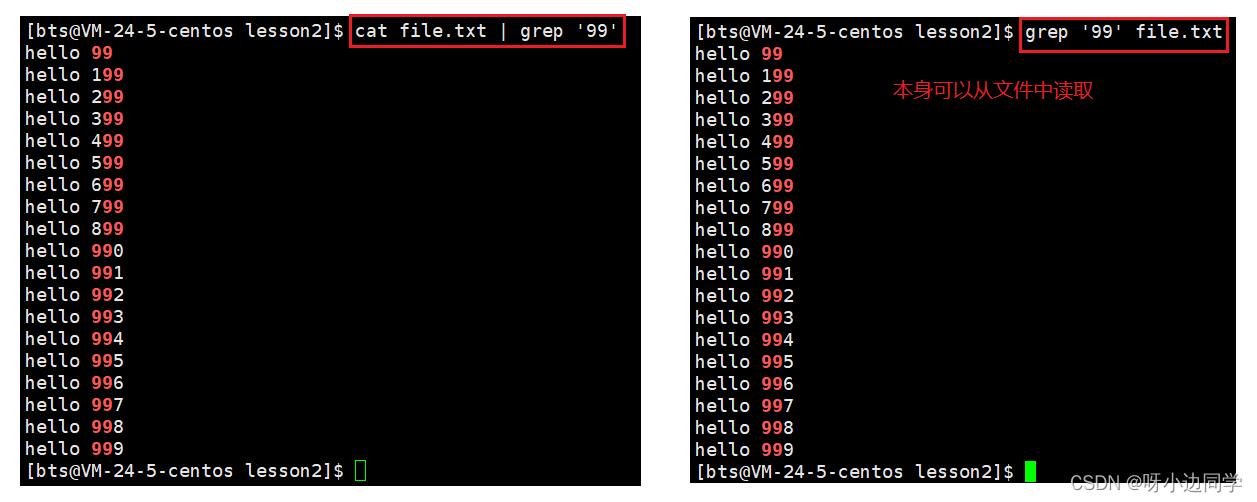 [bts@VM-24-5-centos lesson2]$ cat file.txt | grep '99'
hello 99
hello 199
hello 299
hello 399
hello 499
hello 599
hello 699
hello 799
hello 899
hello 990
hello 991
hello 992
hello 993
hello 994
hello 995
hello 996
hello 997
hello 998
hello 999
[bts@VM-24-5-centos lesson2]$
[bts@VM-24-5-centos lesson2]$ grep '99' file.txt
hello 99
本身可以从文件中读取
hello 199
hello 299
hello 399
hello 499
hello 599
hello 699
hello 799
hello 899
hello 990
hello 991
hello 992
hello 993
hello 994
hello 995
hello 996
hello 997
hello 998
hello 999
[bts@VM-24-5-centos lesson2]$
CSDN @呀小边同学